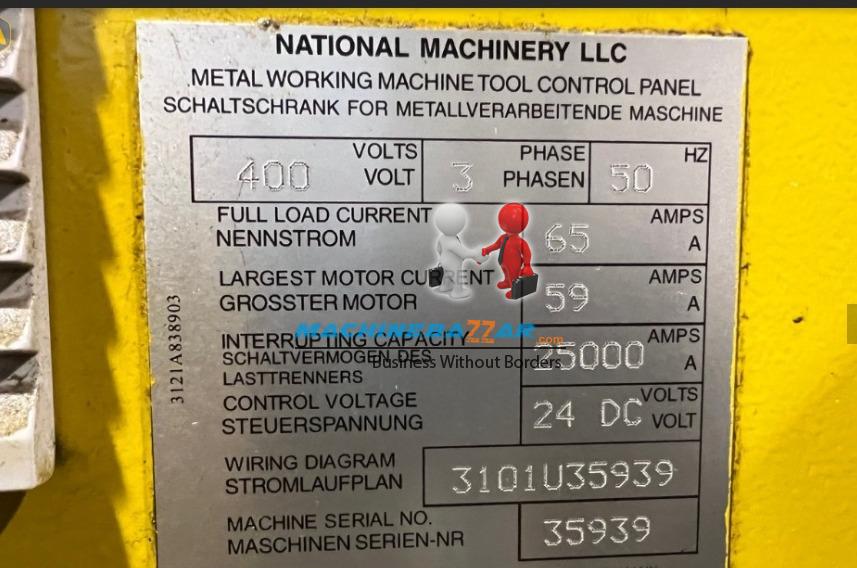 NATIONAL MACHINERY LLC
METAL WORKING MACHINE TOOL CONTROL PANEL
SCHALTSCHRANK FOR METALLVERARBEITENDE MASCHINE
400 VOLTS VOLT 3 PHASE PHASEN 50 HZ
FULL LOAD CURRENT
NENNSTROM
65 AMPS A
LARGEST MOTOR CURRENT
GROSSTER MOTOR
59 AMPS A
INTERRUPTING CAPACITY
SCHALTVERMOGEN DES
LASTTRENNERS
25000 AMPS A
CONTROL VOLTAGE
STEUERSPANNUNG
24 DC VOLTS VOLT
WIRING DIAGRAM
STROMLAUFPLAN
3101U35939
MACHINE SERIAL NO.
MASCHINEN SERIEN-NR
35939
3121A838903
MACHINEBAZZAR.com
Business Without Borders